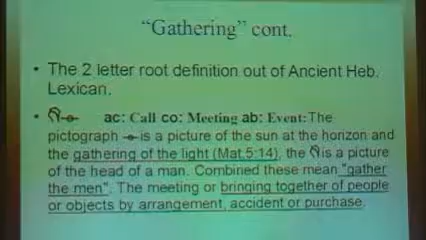 “Gathering” cont.
• The 2 letter root definition out of Ancient Heb.
Lexican.
• ac: Call co: Meeting ab: Event: The
pictograph is a picture of the sun at the horizon and
the gathering of the light (Mat.5:14), the is a picture
of the head of a man. Combined these mean "gather
the men". The meeting or bringing together of people
or objects by arrangement, accident or purchase.